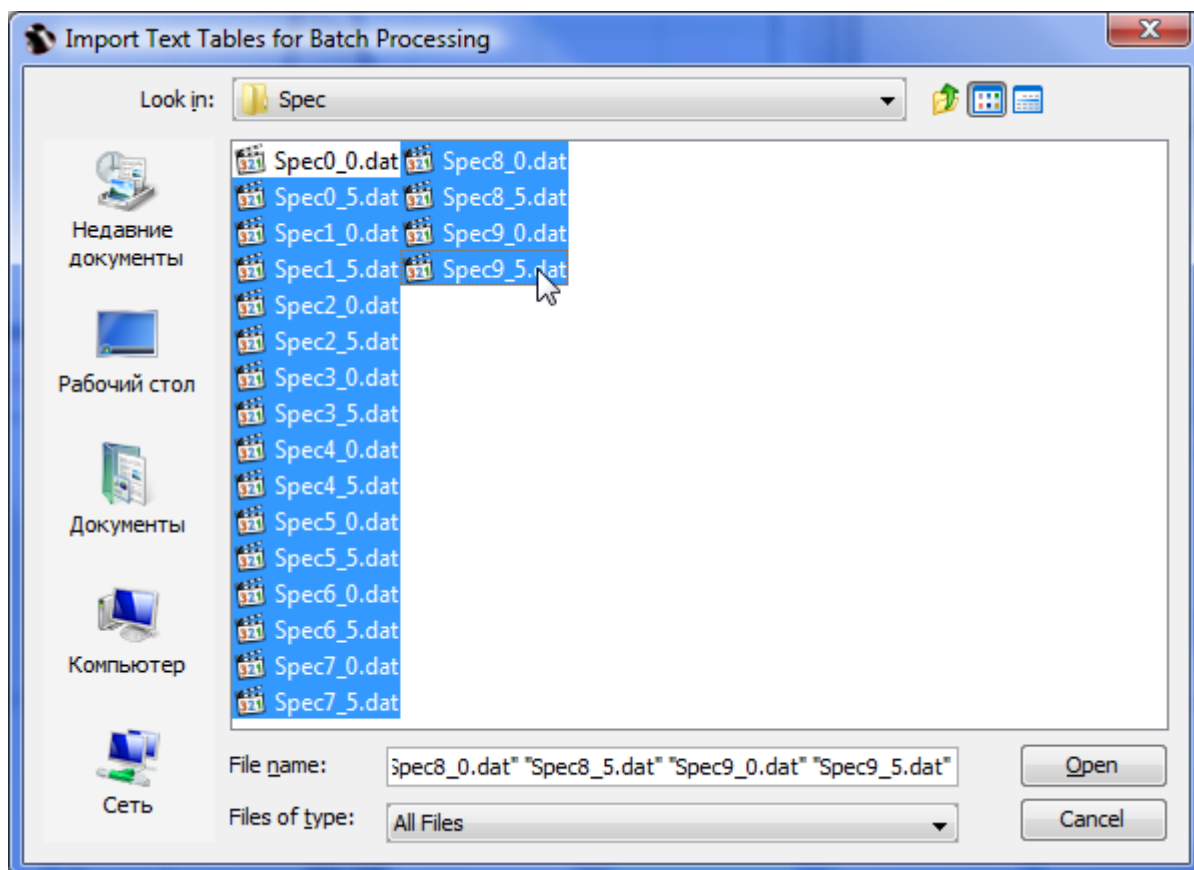 Import Text Tables for Batch Processing
Look in: Spec
Недавние
документы
Рабочий стол
Документы
Компьютер
Сеть
Spec0_0.dat
Spec0_5.dat
Spec1_0.dat
Spec1_5.dat
Spec2_0.dat
Spec2_5.dat
Spec3_0.dat
Spec3_5.dat
Spec4_0.dat
Spec4_5.dat
Spec5_0.dat
Spec5_5.dat
Spec6_0.dat
Spec6_5.dat
Spec7_0.dat
Spec7_5.dat
Spec8_0.dat
Spec8_5.dat
Spec9_0.dat
Spec9_5.dat
File name: Spec8_0.dat" "Spec8_5.dat" "Spec9_0.dat" "Spec9_5.dat"
Open
Files of type: All Files
Cancel